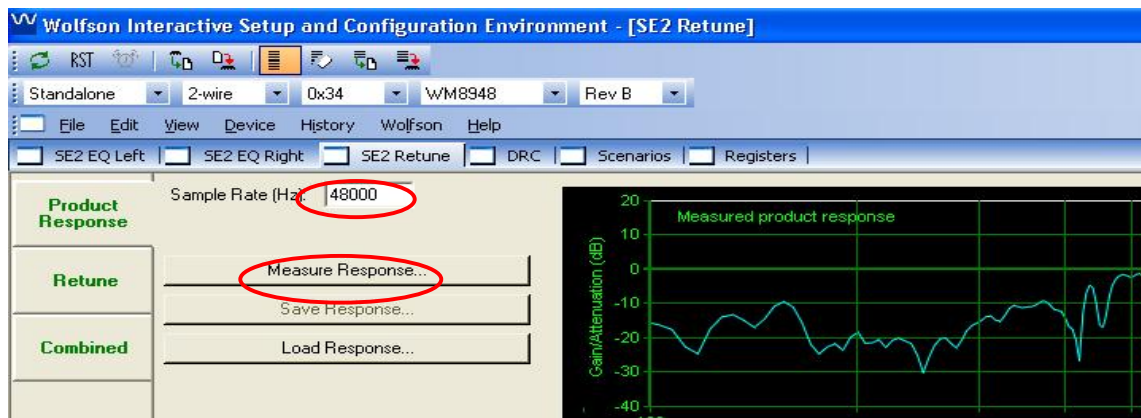 Wolfson Interactive Setup and Configuration Environment - [SE2 Retune]
RST
Standalone 2-wire 0x34 WM8948 Rev B
File Edit View Device History Wolfson Help
SE2 EQ Left SE2 EQ Right SE2 Retune DRC Scenarios Registers
Product Response
Retune
Combined
Sample Rate (Hz): 48000
Measure Response...
Save Response...
Load Response...
Measured product response
Gain/Attenuation (dB)
20
10
0
-10
-20
-30
-40